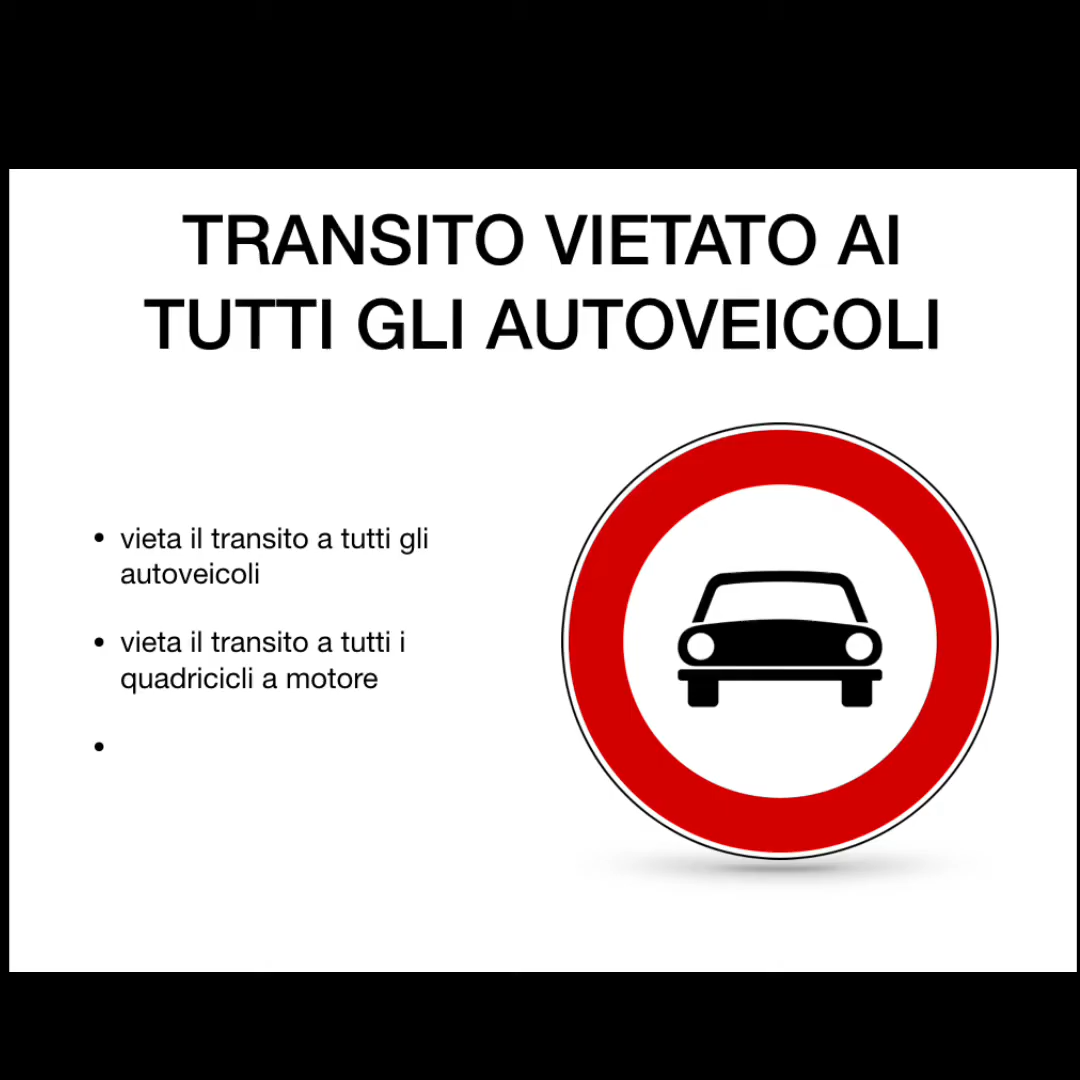 TRANSITO VIETATO AI
TUTTI GLI AUTOVEICOLI
• vieta il transito a tutti gli
autoveicoli
• vieta il transito a tutti i
quadricicli a motore
•